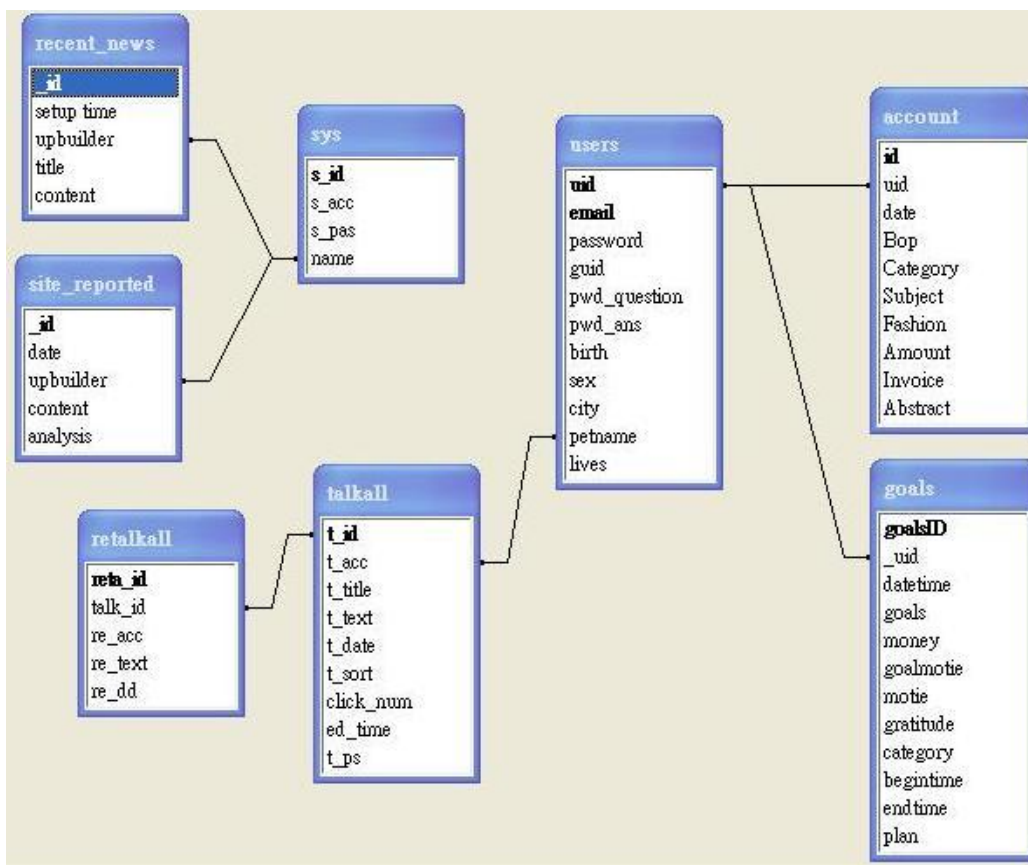 recent_news
_id
setup time
upbuilder
title
content
sys
s_id
s_acc
s_pas
name
site_reported
_id
date
upbuilder
content
analysis
users
uid
email
password
guid
pwd_question
pwd_ans
birth
sex
city
petname
lives
account
id
uid
date
Bop
Category
Subject
Fashion
Amount
Invoice
Abstract
retalkall
reta_id
talk_id
re_acc
re_text
re_dd
talkall
t_id
t_acc
t_title
t_text
t_date
t_sort
click_num
ed_time
t_ps
goals
goalsID
_uid
datetime
goals
money
goalmotie
motie
gratitude
category
begintime
endtime
plan